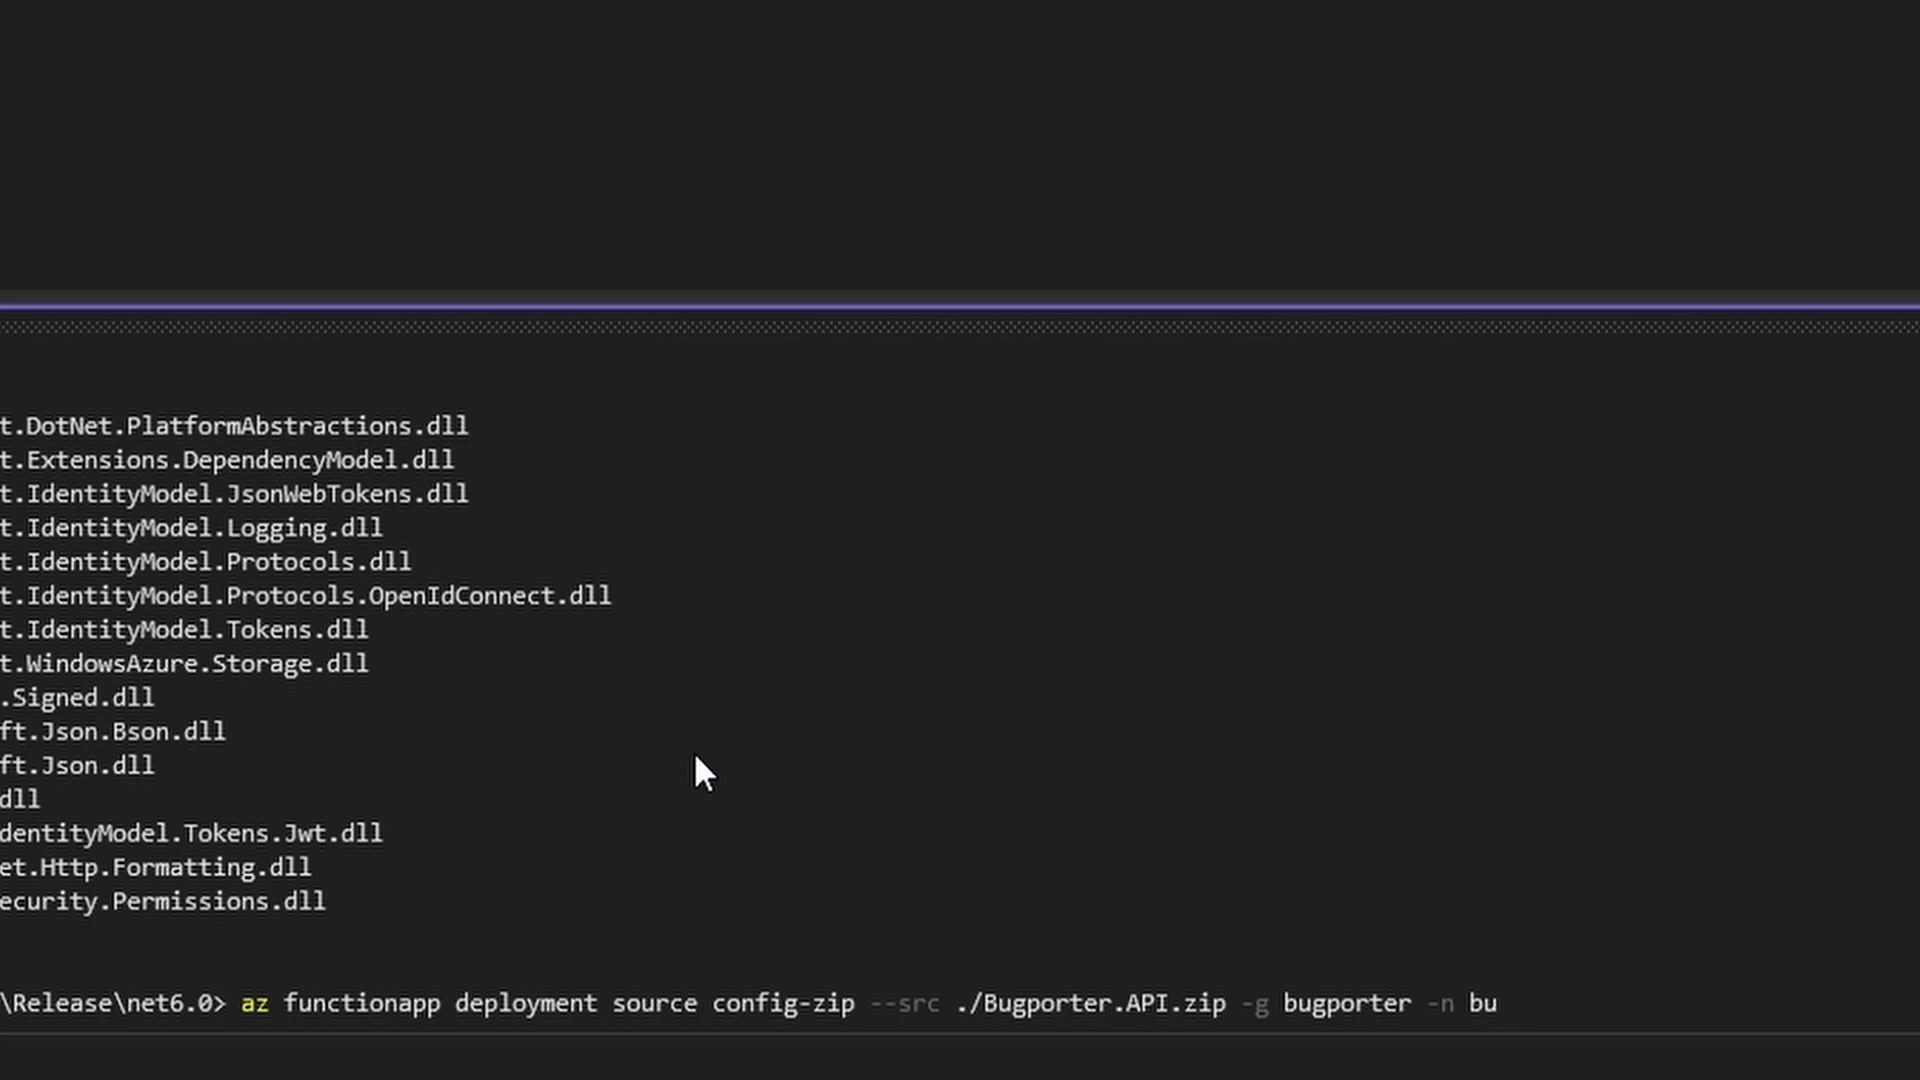 t.DotNet.PlatformAbstractions.dll
t.Extensions.DependencyModel.dll
t.IdentityModel.JsonWebTokens.dll
t.IdentityModel.Logging.dll
t.IdentityModel.Protocols.dll
t.IdentityModel.Protocols.OpenIdConnect.dll
t.IdentityModel.Tokens.dll
t.WindowsAzure.Storage.dll
.Signed.dll
ft.Json.Bson.dll
ft.Json.dll
dll
dentityModel.Tokens.Jwt.dll
et.Http.Formatting.dll
ecurity.Permissions.dll
\Release\net6.0> az functionapp deployment source config-zip --src ./Bugporter.API.zip -g bugporter -n bu